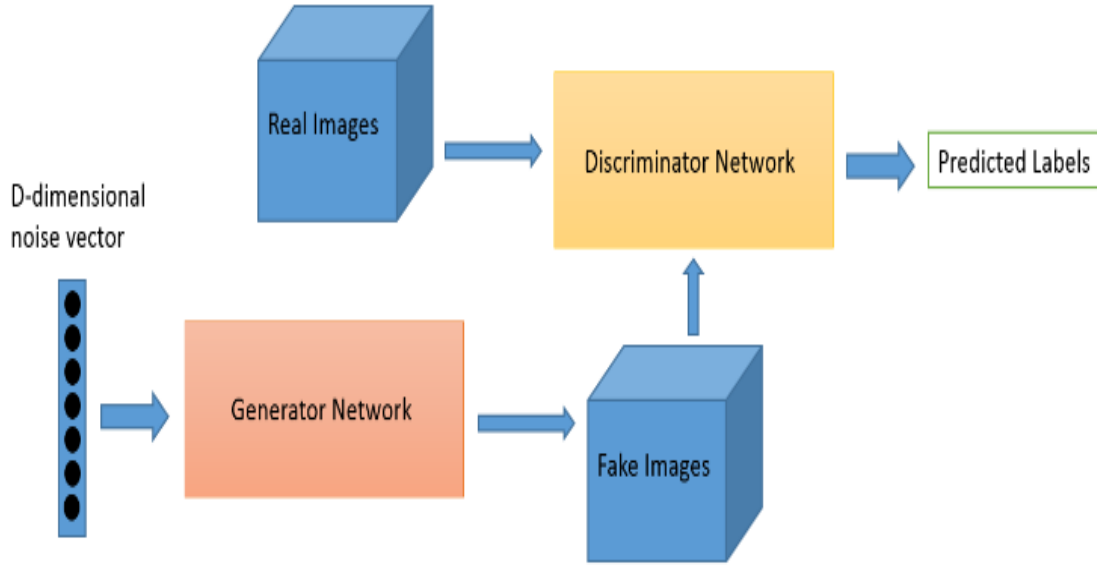 Real Images
Discriminator Network
Predicted Labels
D-dimensional
noise vector
Generator Network
Fake Images